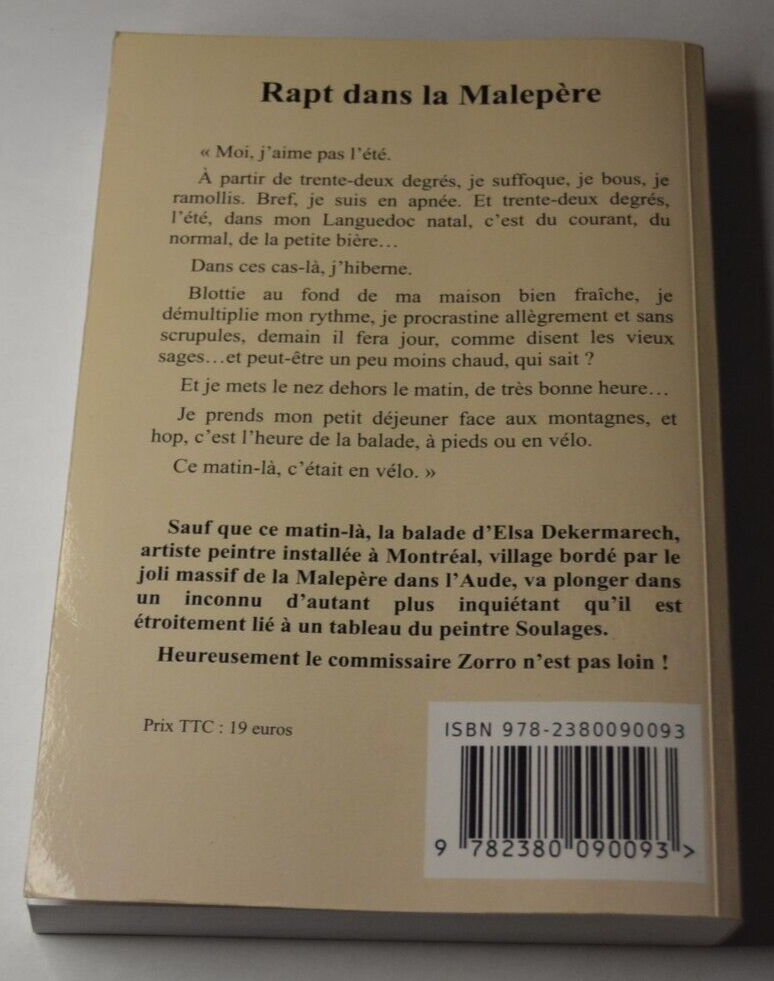 Rapt dans la Malepère
« Moi, j'aime pas l'été.
À partir de trente-deux degrés, je suffoque, je bous, je
ramollis. Bref, je suis en apnée. Et trente-deux degrés,
l'été, dans mon Languedoc natal, c'est du courant, du
normal, de la petite bière…
Dans ces cas-là, j'hiberne.
Blottie au fond de ma maison bien fraîche, je
démultiplie mon rythme, je procrastine allègrement et sans
scrupules, demain il fera jour, comme disent les vieux
sages…et peut-être un peu moins chaud, qui sait ?
Et je mets le nez dehors le matin, de très bonne heure…
Je prends mon petit déjeuner face aux montagnes, et
hop, c'est l'heure de la balade, à pieds ou en vélo.
Ce matin-là, c'était en vélo. »
Sauf que ce matin-là, la balade d'Elsa Dekermarech,
artiste peintre installée à Montréal, village bordé par le
joli massif de la Malepère dans l'Aude, va plonger dans
un inconnu d'autant plus inquiétant qu'il est
étroitement lié à un tableau du peintre Soulages.
Heureusement le commissaire Zorro n'est pas loin !
Prix TTC : 19 euros
ISBN 978-2380090093
9 782380 090093 >